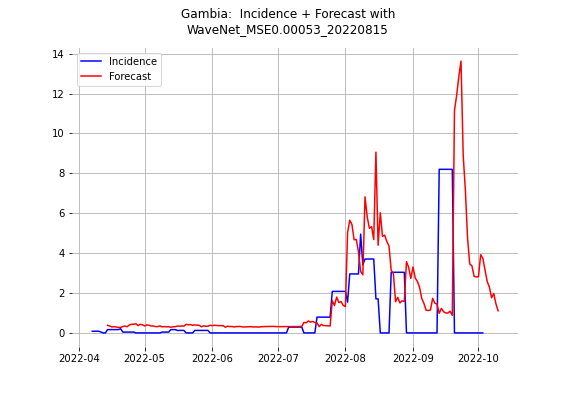 Gambia:  Incidence + Forecast with
WaveNet_MSE0.00053_20220815
Incidence
Forecast
14
12
10
8
6
4
2
0
2022-04 2022-05 2022-06 2022-07 2022-08 2022-09 2022-10